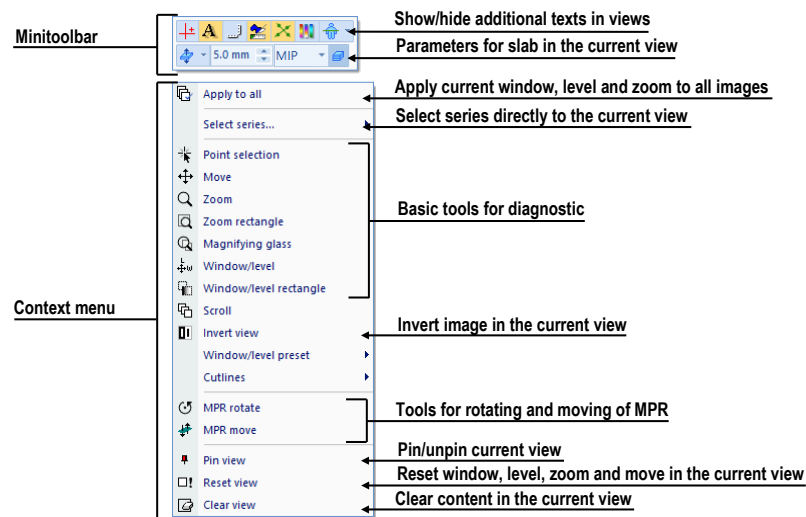 Show/hide additional texts in views
Minitoolbar
A
5.0 mm MIP
Parameters for slab in the current view
Apply to all
Apply current window, level and zoom to all images
Select series...
Select series directly to the current view
Point selection
Move
Zoom
Basic tools for diagnostic
Zoom rectangle
Magnifying glass
Window/level
Window/level rectangle
Context menu
Scroll
Invert view
Invert image in the current view
Window/level preset
Cutlines
MPR rotate
Tools for rotating and moving of MPR
MPR move
Pin view
Pin/unpin current view
Reset view
Reset window, level, zoom and move in the current view
Clear view
Clear content in the current view